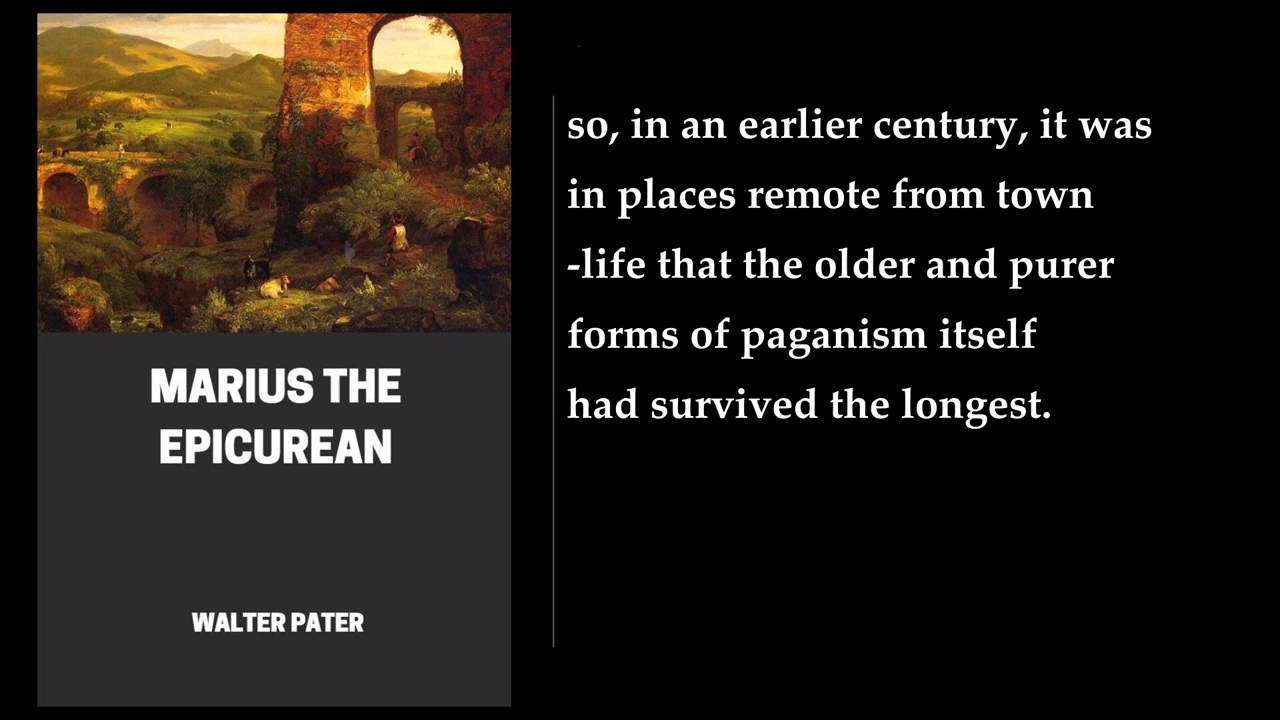 MARIUS THE
EPICUREAN
WALTER PATER
so, in an earlier century, it was
in places remote from town
-life that the older and purer
forms of paganism itself
had survived the longest.